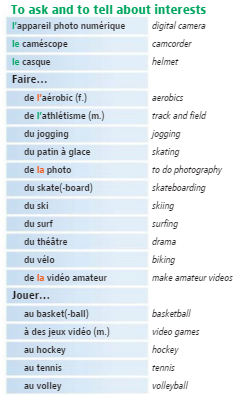 To ask and to tell about interests
l'appareil photo numérique digital camera
le caméscope camcorder
le casque helmet
Faire...
de l'aérobic (f.) aerobics
de l'athlétisme (m.) track and field
du jogging jogging
du patin à glace skating
de la photo to do photography
du skate(-board) skateboarding
du ski skiing
du surf surfing
du théâtre drama
du vélo biking
de la vidéo amateur make amateur videos
Jouer...
au basket(-ball) basketball
à des jeux vidéo (m.) video games
au hockey hockey
au tennis tennis
au volley volleyball